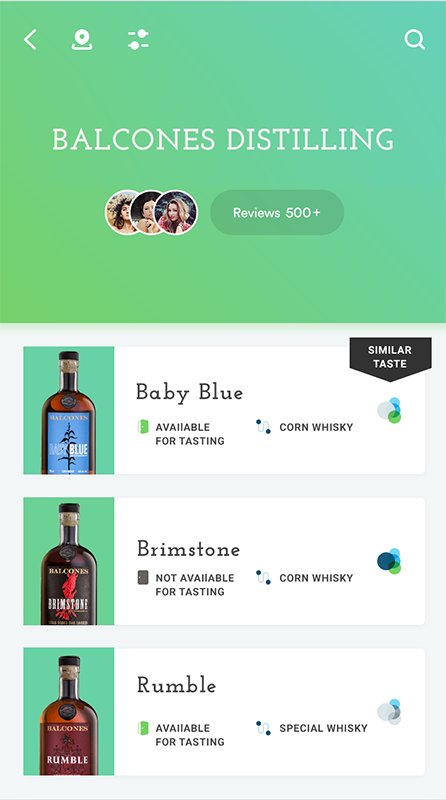 BALCONES DISTILLING
Reviews 500+
SIMILAR
TASTE
BALCONES
BABY BLUE
Baby Blue
AVAIlABLE
FOR TASTING
CORN WHISKY
BALCONES
BRIMSTONE
Brimstone
NOT AVAIlABLE
FOR TASTING
CORN WHISKY
BALCONES
RUMBLE
Rumble
AVAIlABLE
FOR TASTING
SPECIAL WHISKY